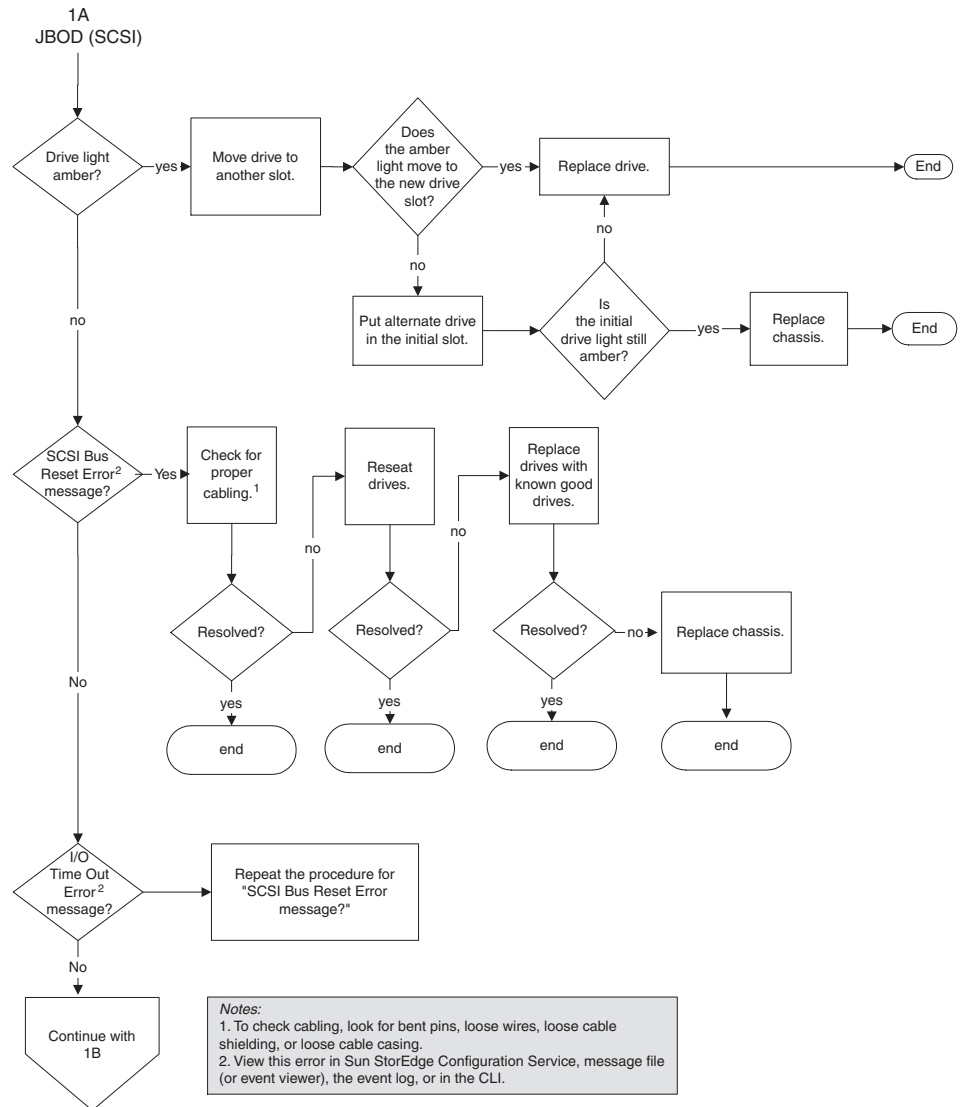 1A
JBOD (SCSI)
Drive light
amber?
yes
Move drive to
another slot.
Does
the amber
light move to
the new drive
slot?
yes
Replace drive.
End
no
no
no
Put alternate drive
in the initial slot.
Is
the initial
drive light still
amber?
yes
Replace
chassis.
End
SCSI Bus
Reset Error2
message?
Yes
Check for
proper
cabling.1
no
Reseat
drives.
no
Replace
drives with
known good
drives.
Resolved?
Resolved?
Resolved?
no
Replace chassis.
No
yes
yes
yes
end
end
end
end
I/O
Time Out
Error2
message?
Repeat the procedure for
"SCSI Bus Reset Error
message?"
No
Continue with
1B
Notes:
1. To check cabling, look for bent pins, loose wires, loose cable
shielding, or loose cable casing.
2. View this error in Sun StorEdge Configuration Service, message file
(or event viewer), the event log, or in the CLI.